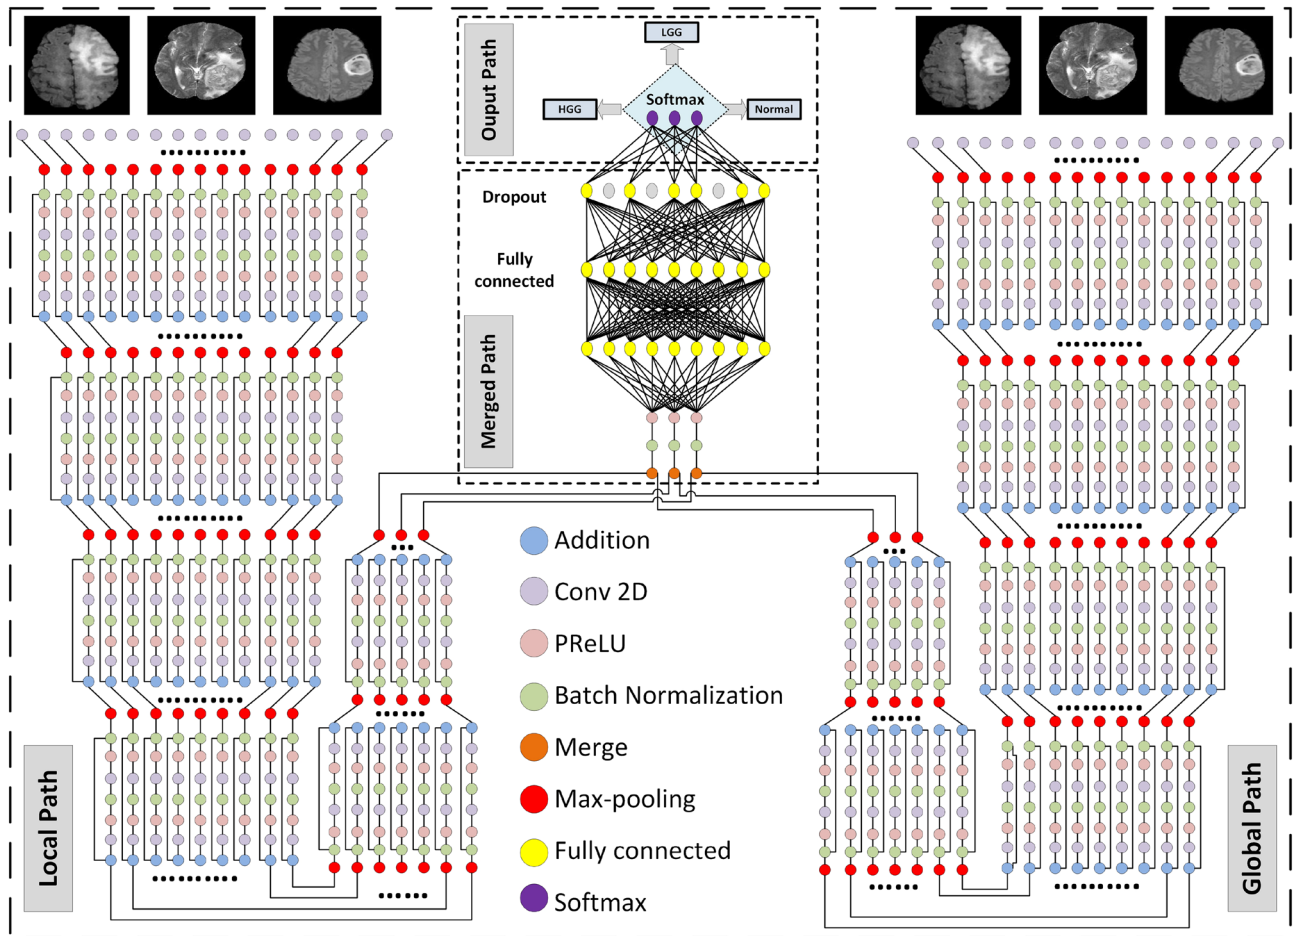 Ouput Path
LGG
HGG
Softmax
Normal
Dropout
Fully
connected
Merged Path
Addition
Conv 2D
PReLU
Batch Normalization
Merge
Max-pooling
Fully connected
Softmax
Local Path
Global Path